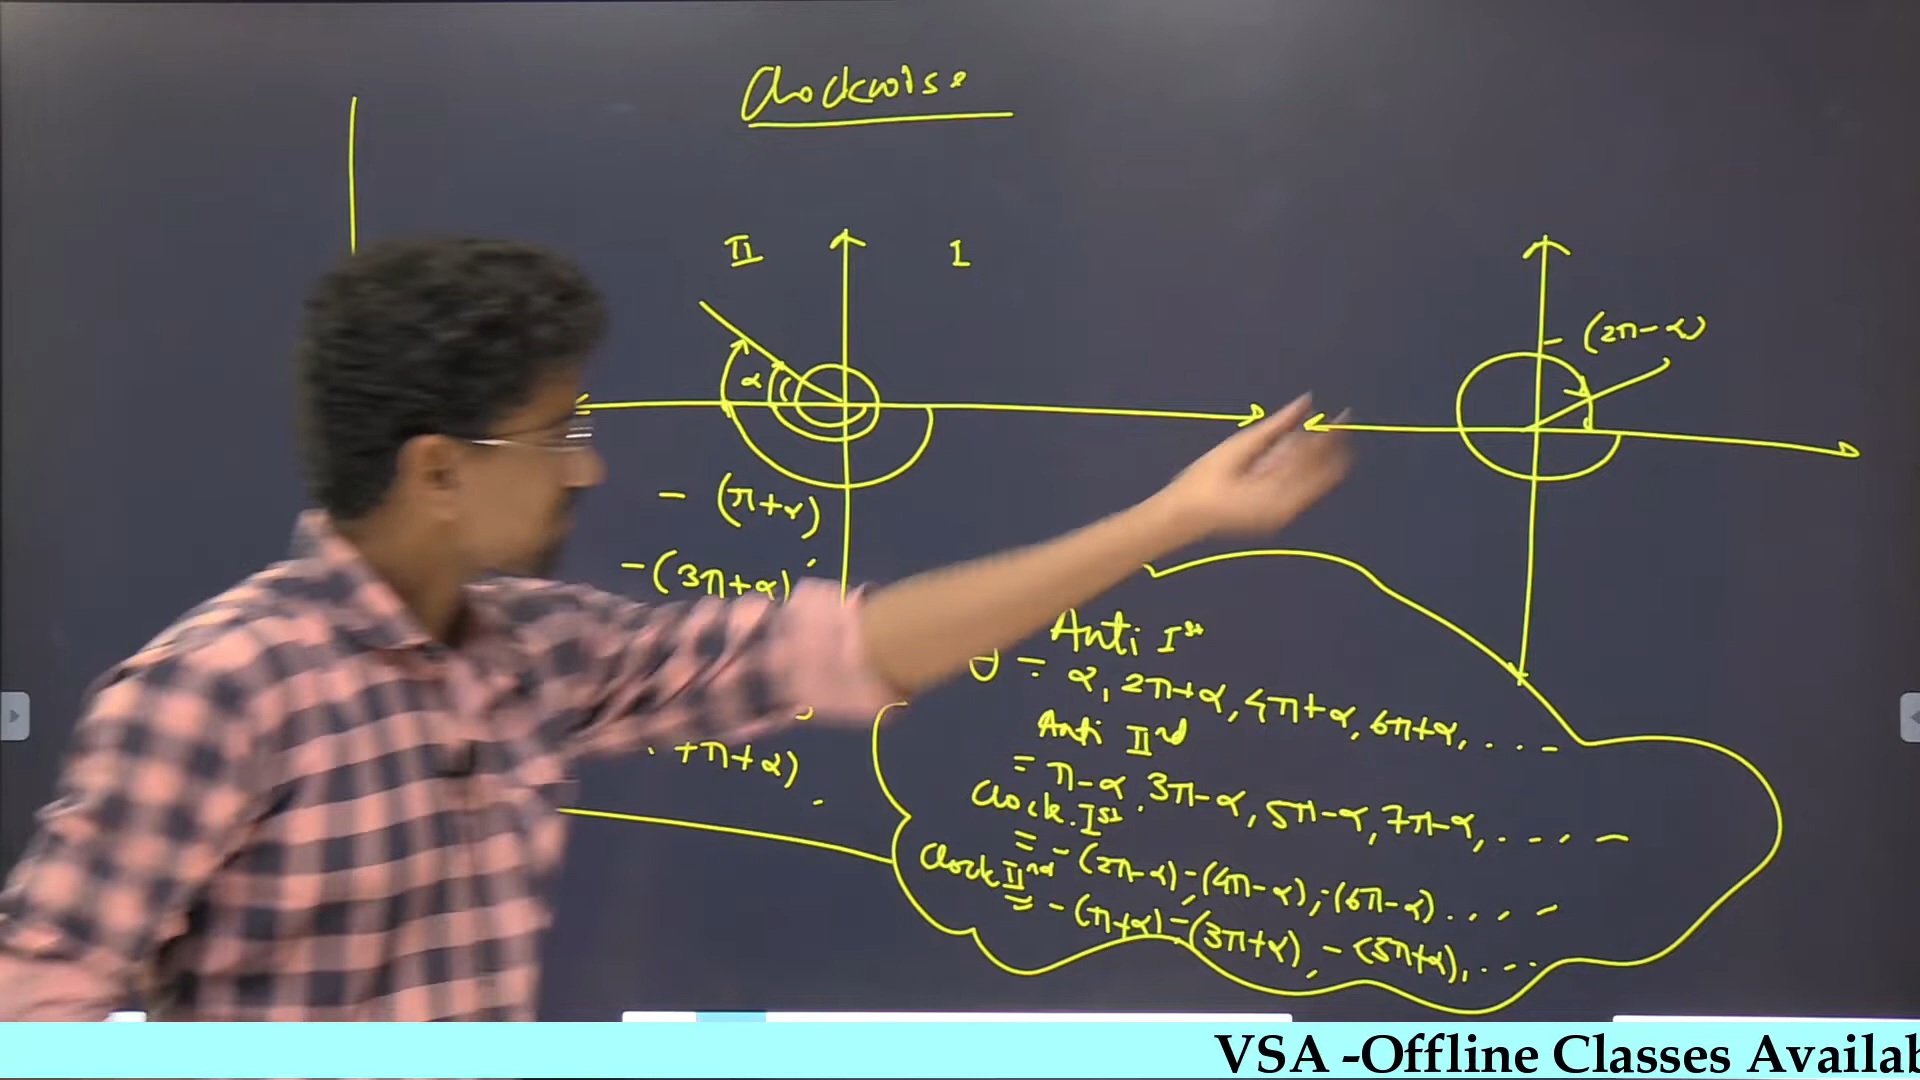 Clockwise
II I
-(2π-α)
α
-(π+α)
-(3π+α)
Anti Ist
θ = α, 2π+α, 4π+α, 6π+α, ....
Anti IInd
= π-α, 3π-α, 5π-α, 7π-α, ....
Clock. Ist
= -(2π-α), -(4π-α), -(6π-α) ....
Clock IInd
= -(π+α), -(3π+α), -(5π+α), ....
+π+α)
VSA -Offline Classes Availab